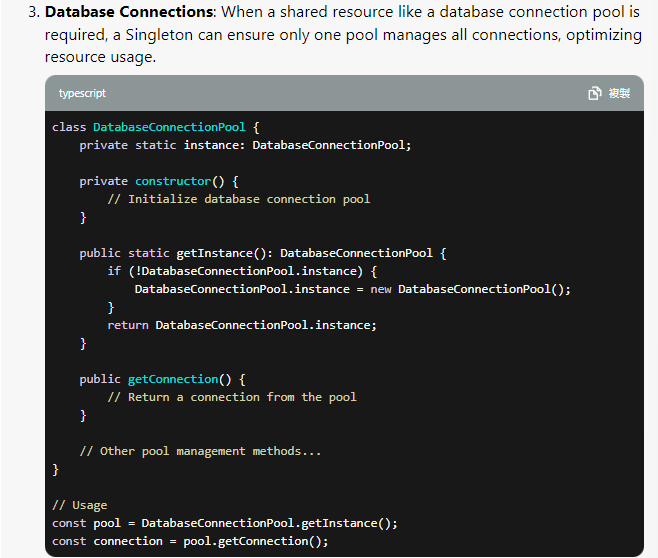 3. Database Connections: When a shared resource like a database connection pool is
required, a Singleton can ensure only one pool manages all connections, optimizing
resource usage.
typescript 複製
class DatabaseConnectionPool {
    private static instance: DatabaseConnectionPool;

    private constructor() {
        // Initialize database connection pool
    }

    public static getInstance(): DatabaseConnectionPool {
        if (!DatabaseConnectionPool.instance) {
            DatabaseConnectionPool.instance = new DatabaseConnectionPool();
        }
        return DatabaseConnectionPool.instance;
    }

    public getConnection() {
        // Return a connection from the pool
    }

    // Other pool management methods...
}

// Usage
const pool = DatabaseConnectionPool.getInstance();
const connection = pool.getConnection();